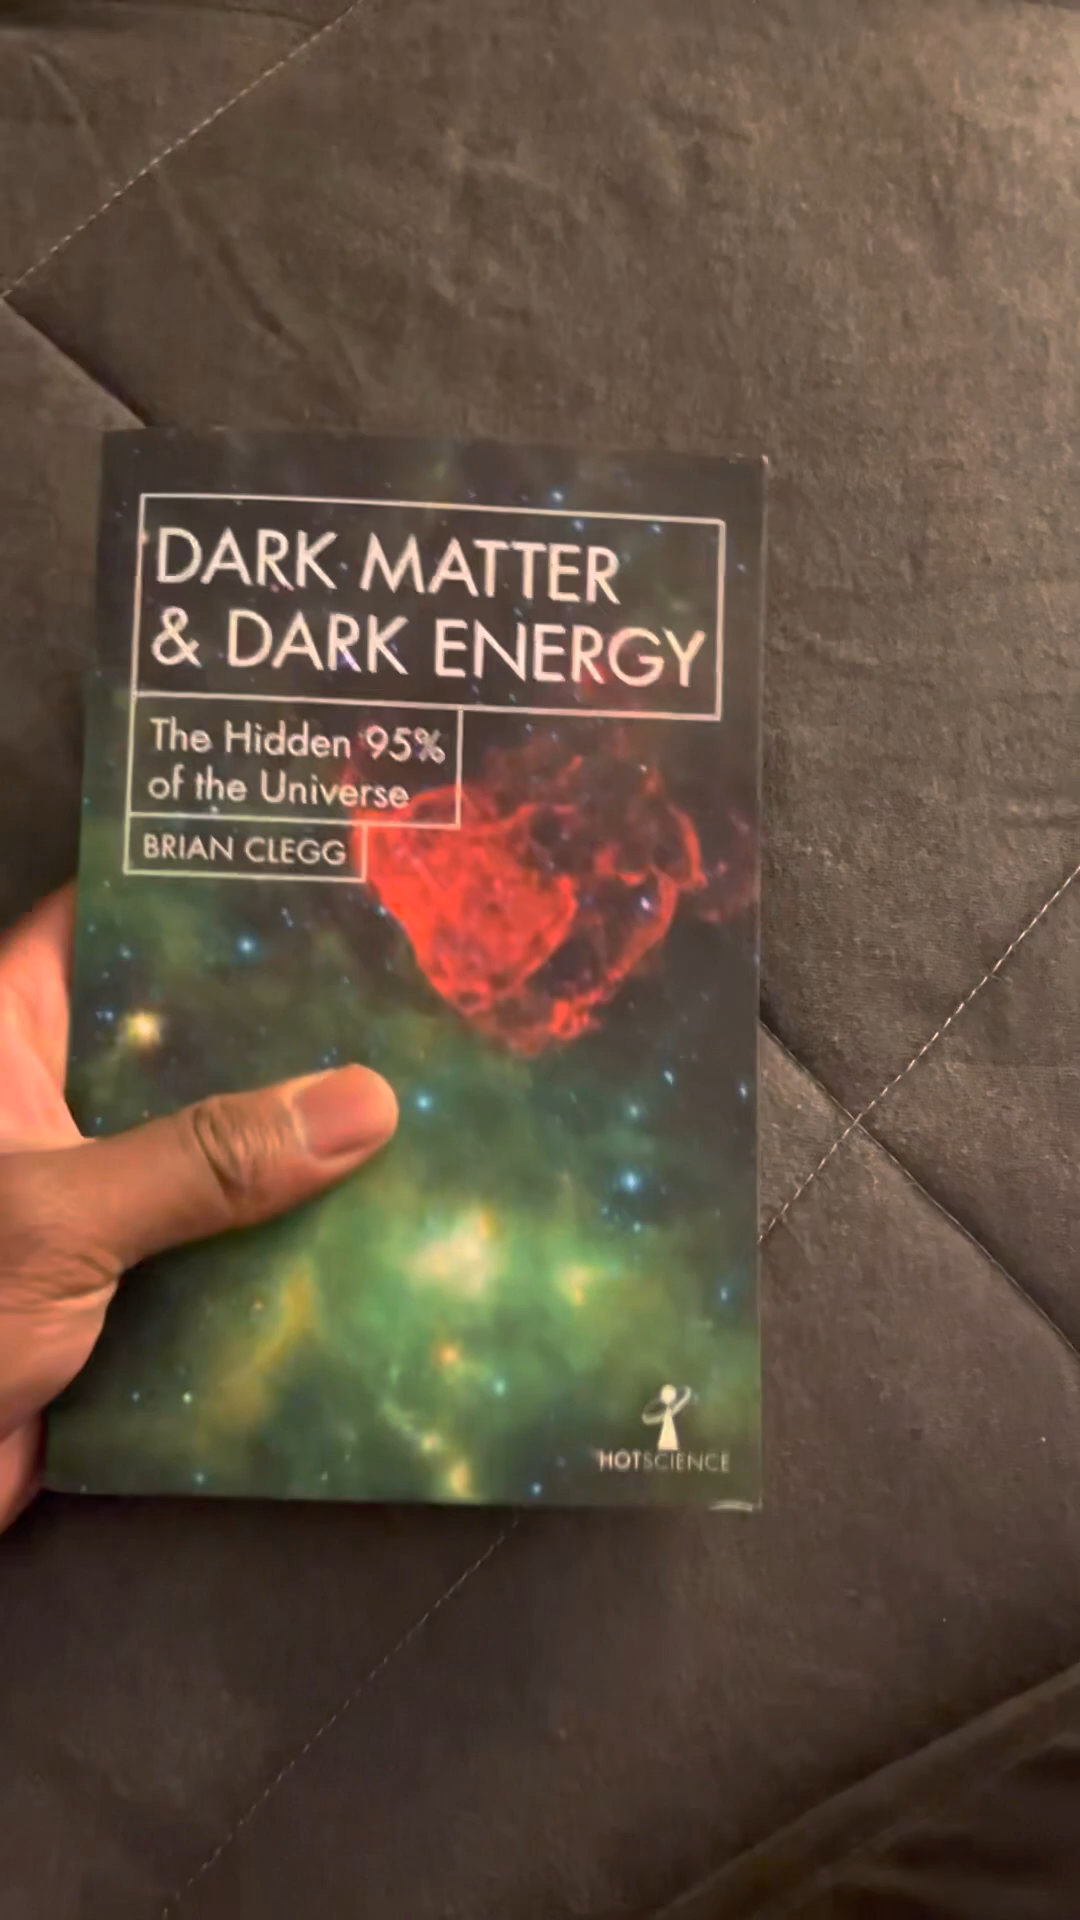 DARK MATTER
& DARK ENERGY
The Hidden 95%
of the Universe
BRIAN CLEGG
HOTSCIENCE